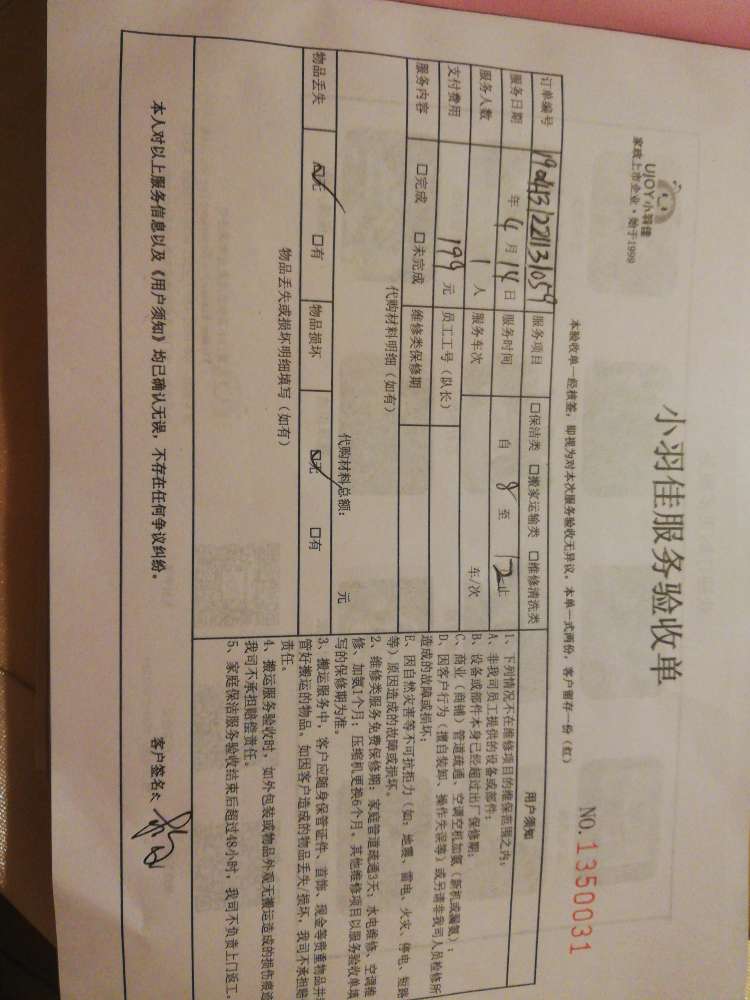 UJOY小羽佳
家政上市企业·始于1999
小羽佳服务验收单
NO.1350031
本验收单一经核签，即视为对本次服务验收无异议。本单一式两份，客户留存一份（红）
订单编号 1904131221131059 服务项目 口保洁类 口搬家运输类 口维修清洗类
服务日期 年4月14日 服务时间 自 8 至 12 止
服务人数 1 人 服务车次 车/次
支付费用 199 元 员工工号（队长）
服务内容 口完成 口未完成 维修类保修期
代购材料明细（如有）
代购材料总额： 元
物品丢失 ☑无 口有 物品损坏 ☑无 口有
物品丢失或损坏明细填写（如有）
用户须知
1、下列情况不在维修项目的维保范围之内：
A、非我司员工提供的设备或部件；
B、设备或部件本身已经超过出厂保修期；
C、商业（商铺）管道疏通、空调空机加氨（新机或漏氨）；
D、因客户行为（擅自装卸、操作失误等）或另请非我司人员检修所
造成的故障或损坏；
E、因自然灾害等不可抗拒力（如：地震、雷电、火灾、停电、短路
等）原因造成的故障或损坏。
2、维修类服务免费保修期：家庭管道疏通3天；水电维修、空调维
修、加氨1个月；压缩机更换6个月，其他维修项目以服务验收单填
写的保修期为准。
3、搬运服务中，客户应随身保管证件、首饰、现金等贵重物品并
管好搬运的物品，如因客户造成的物品丢失/损坏，我司不承担赔
责任。
4、搬运服务验收时，如外包装或物品外观无搬运造成的损伤痕迹
我司不承担赔偿责任。
5、家庭保洁服务验收结束后超过48小时，我司不负责上门返工。
本人对以上服务信息以及《用户须知》均已确认无误，不存在任何争议纠纷。
客户签名：